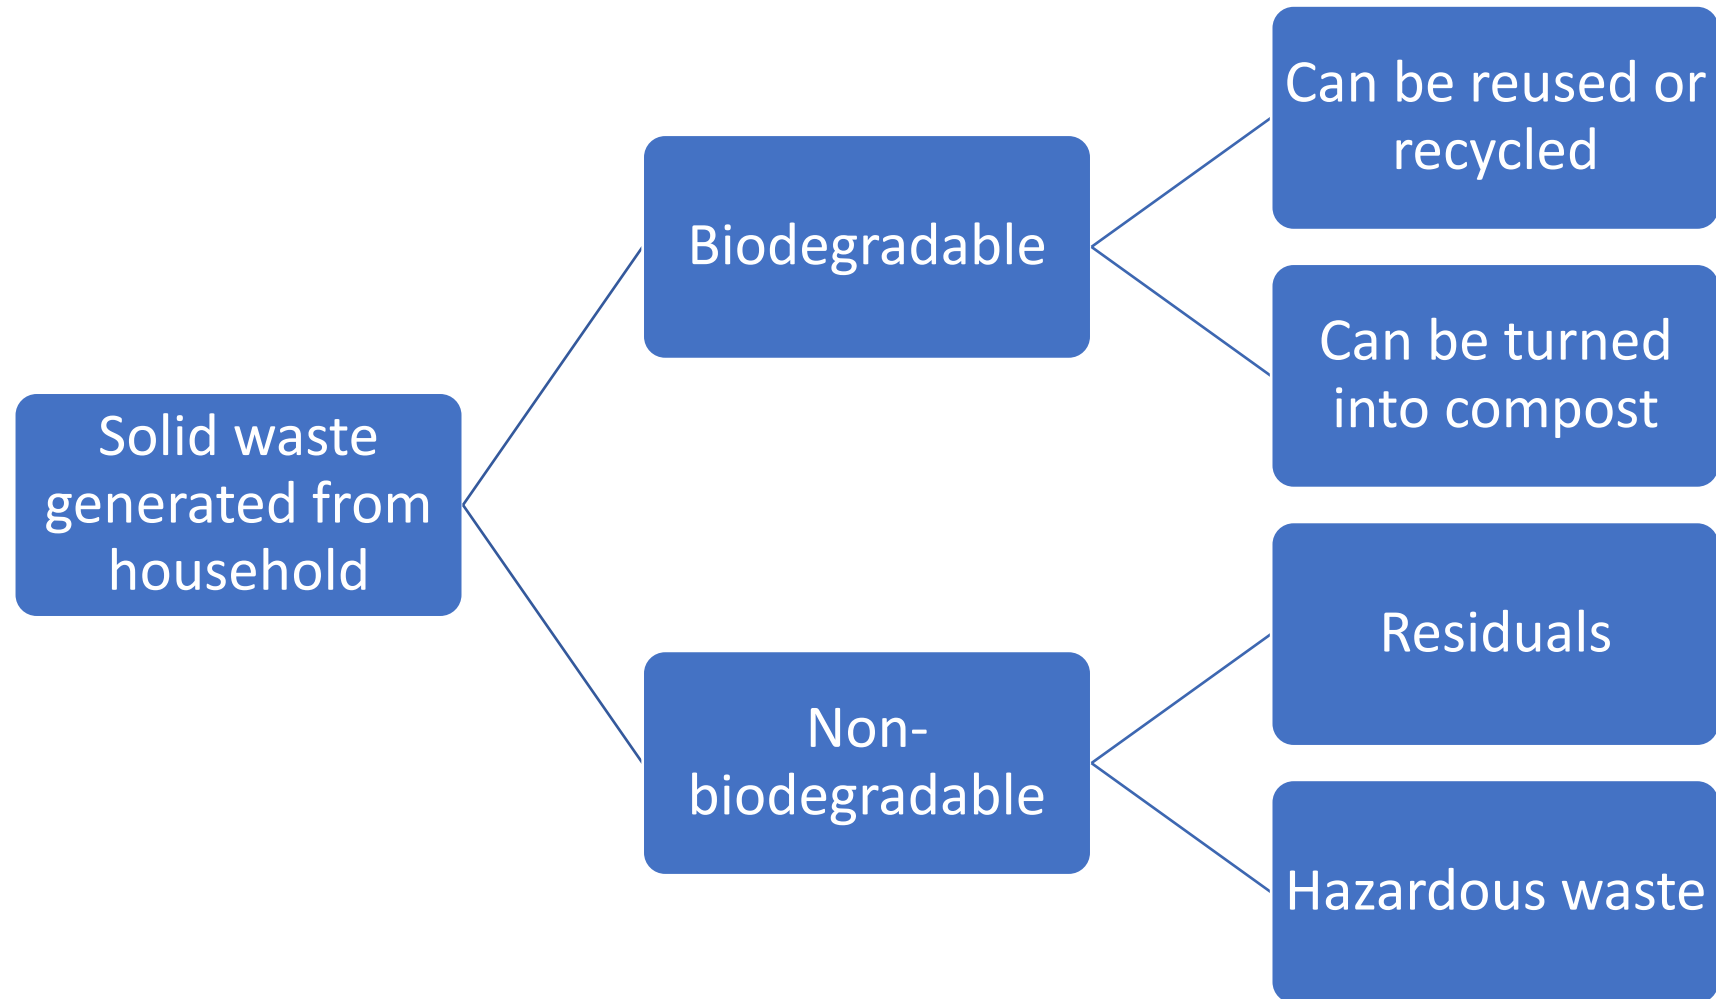 Solid waste
generated from
household
Biodegradable
Non-
biodegradable
Can be reused or
recycled
Can be turned
into compost
Residuals
Hazardous waste